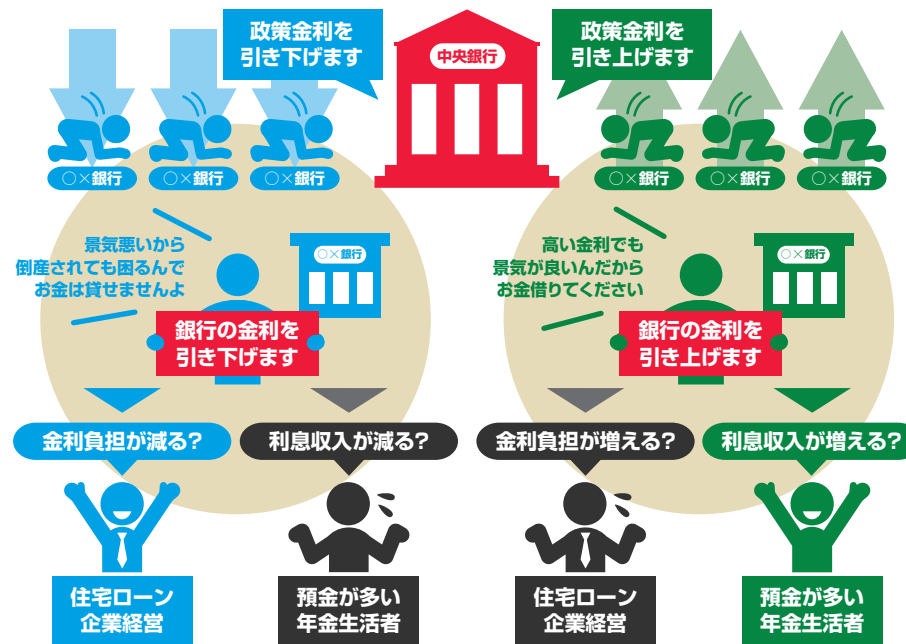 政策金利を
引き下げます
中央銀行
政策金利を
引き上げます
○×銀行
○×銀行
○×銀行
○×銀行
○×銀行
○×銀行
景気悪いから
倒産されても困るんで
お金は貸せませんよ
○×銀行
銀行の金利を
引き下げます
高い金利でも
景気が良いんだから
お金借りてください
○×銀行
銀行の金利を
引き上げます
金利負担が減る?
利息収入が減る?
金利負担が増える?
利息収入が増える?
住宅ローン
企業経営
預金が多い
年金生活者
住宅ローン
企業経営
預金が多い
年金生活者